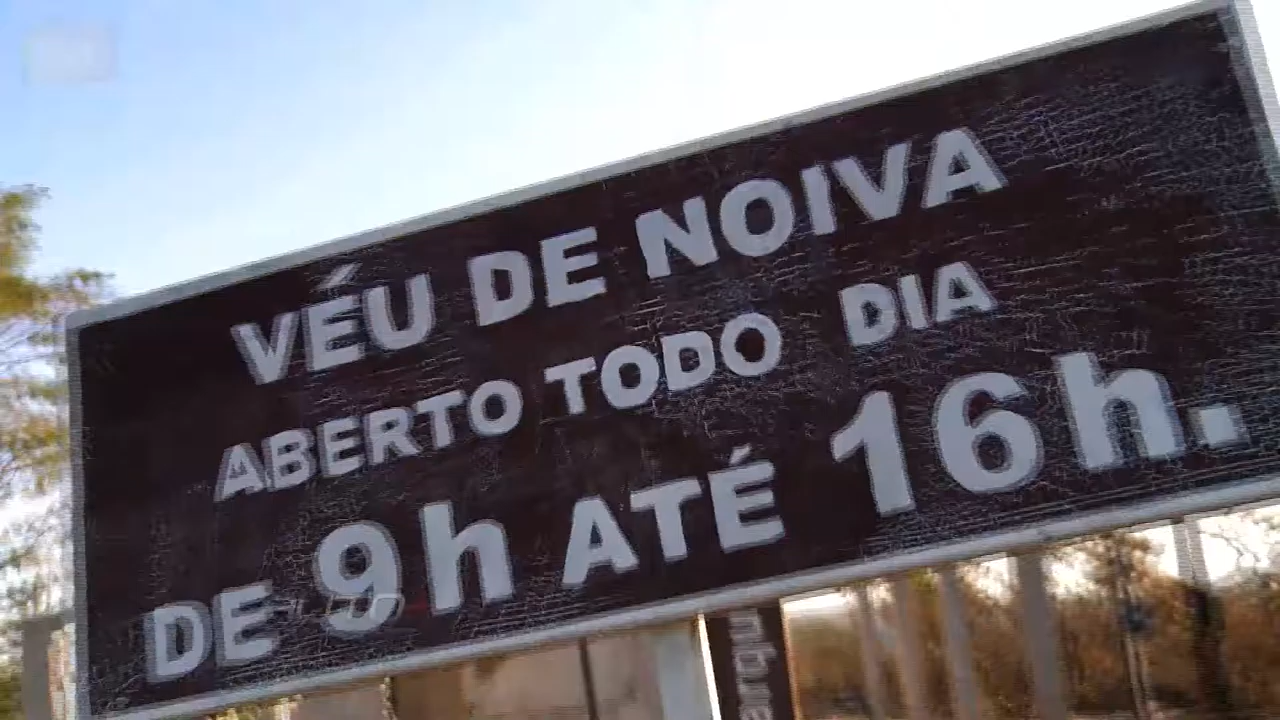 VÉU DE NOIVA
ABERTO TODO DIA
DE 9h ATÉ 16h.